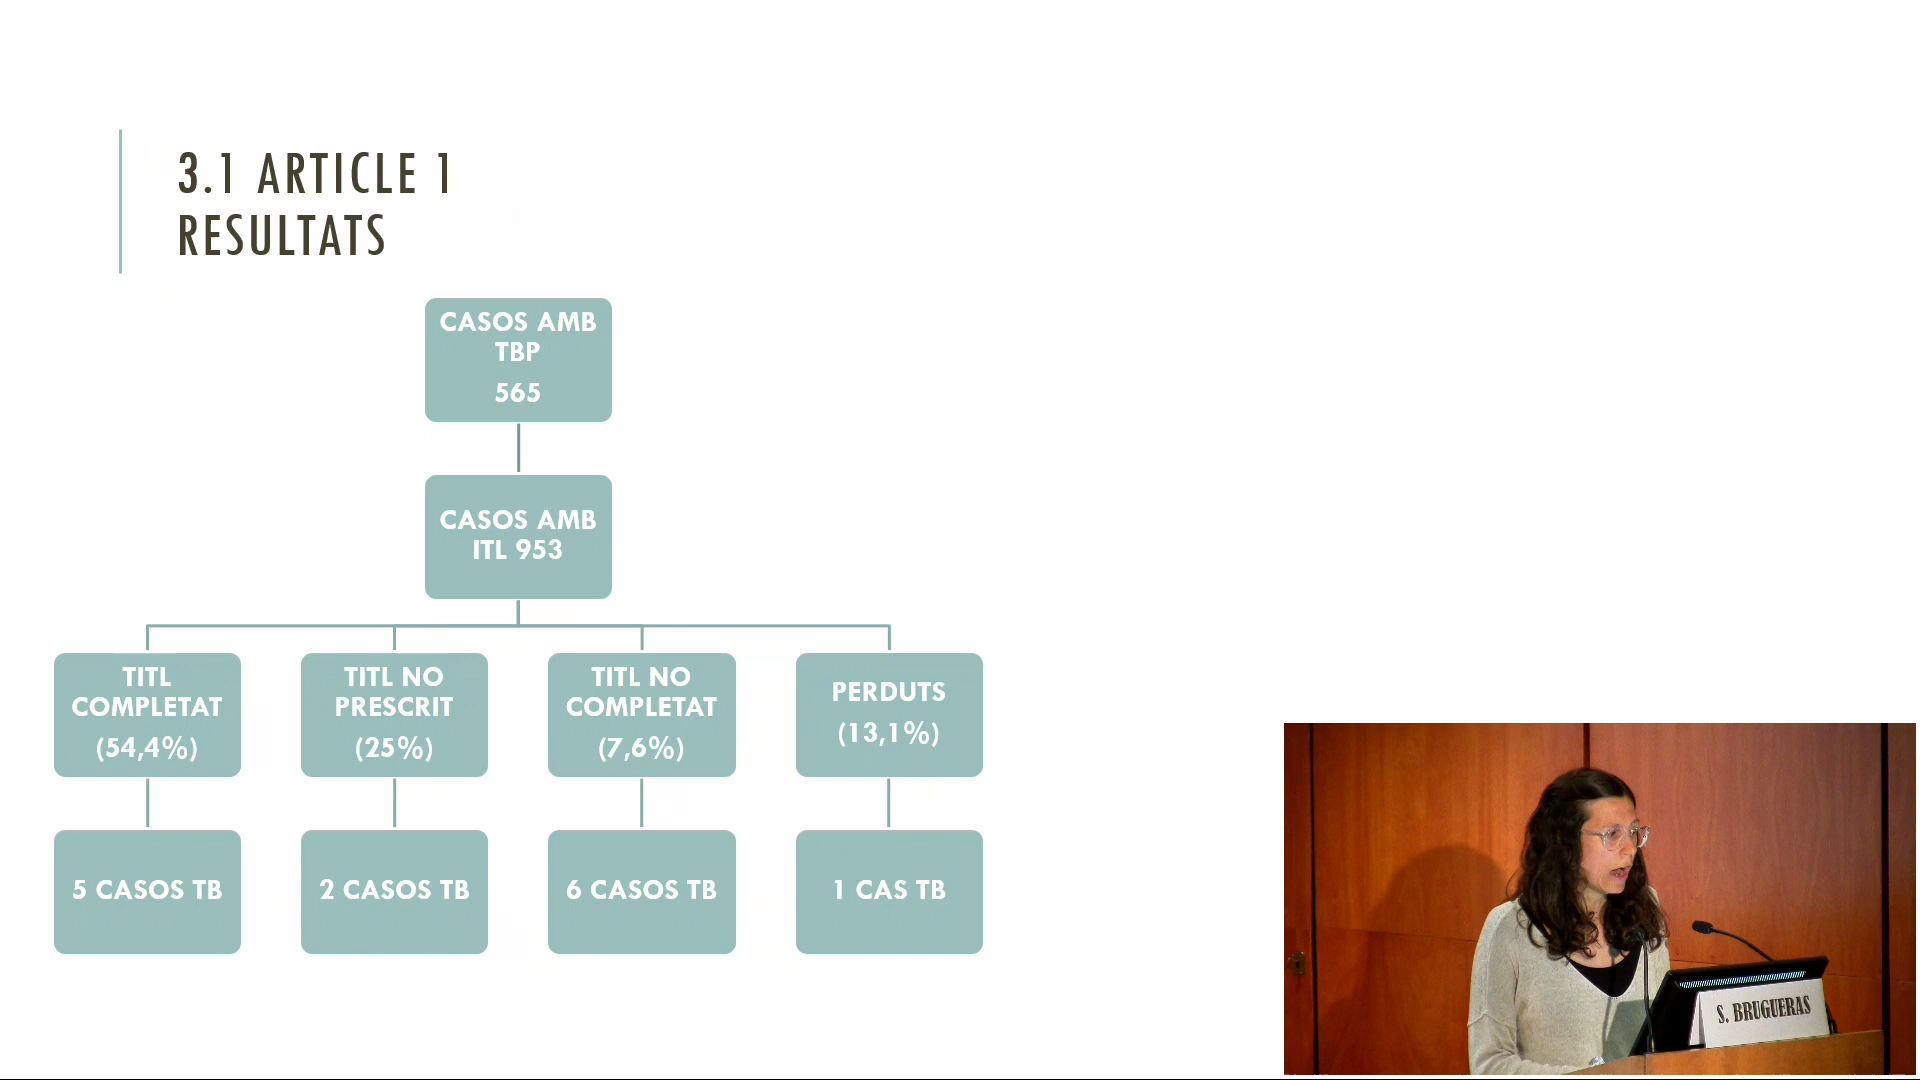 3.1 ARTICLE 1
RESULTATS
CASOS AMB
TBP
565
CASOS AMB
ITL 953
TITL
COMPLETAT
(54,4%)
TITL NO
PRESCRIT
(25%)
TITL NO
COMPLETAT
(7,6%)
PERDUTS
(13,1%)
5 CASOS TB
2 CASOS TB
6 CASOS TB
1 CAS TB
S. BRUGUERAS